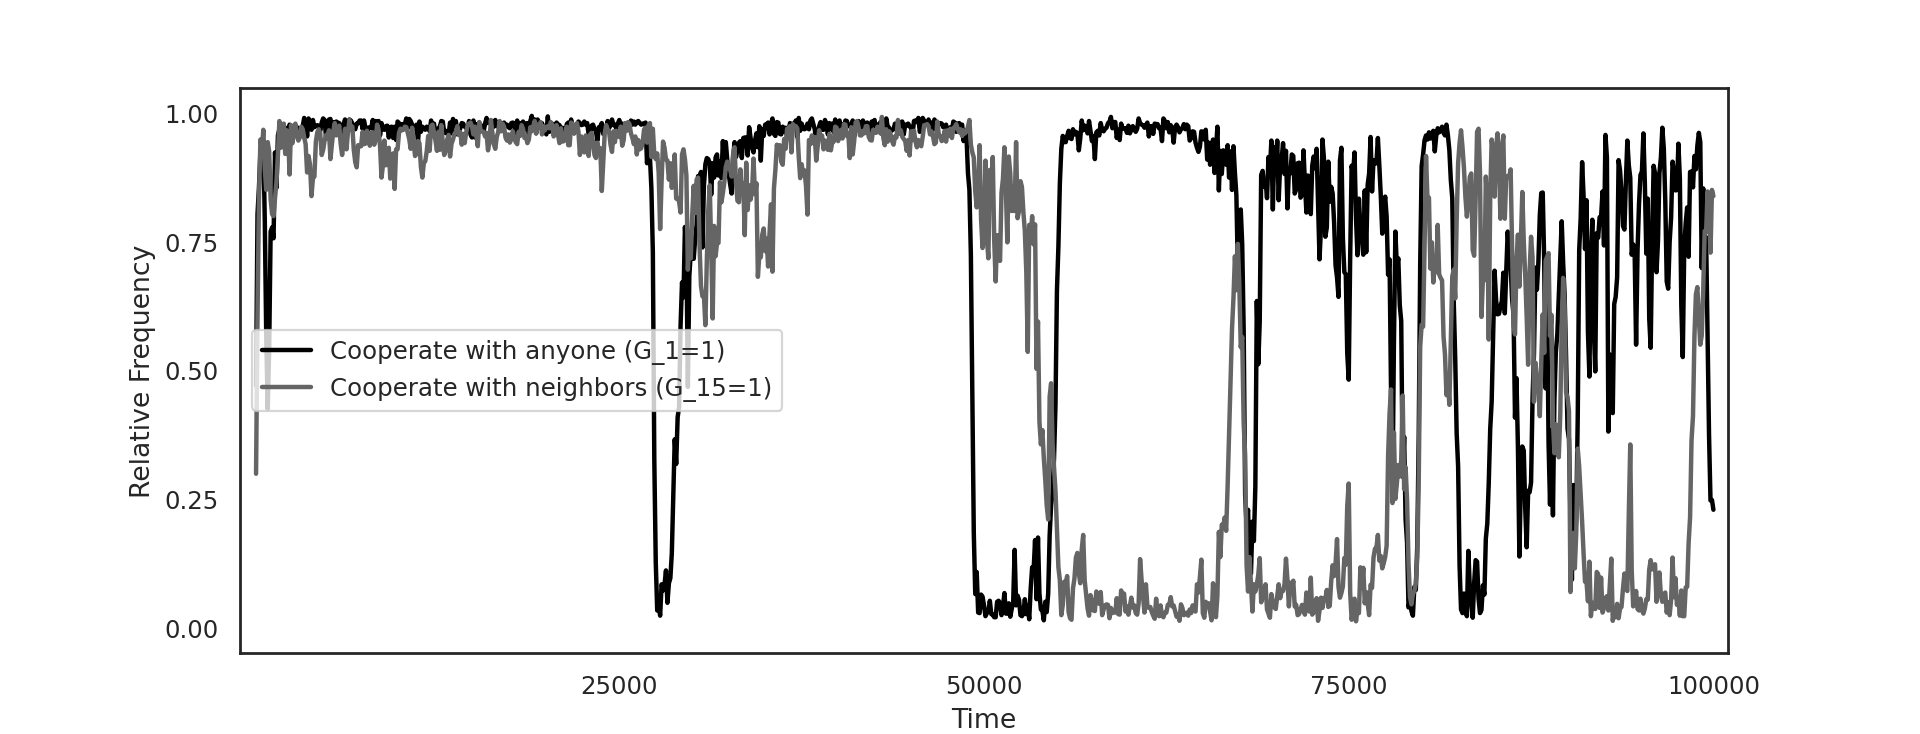 1.00
0.75
0.50
0.25
0.00
Relative Frequency
Cooperate with anyone (G_1=1)
Cooperate with neighbors (G_15=1)
25000
50000
75000
100000
Time